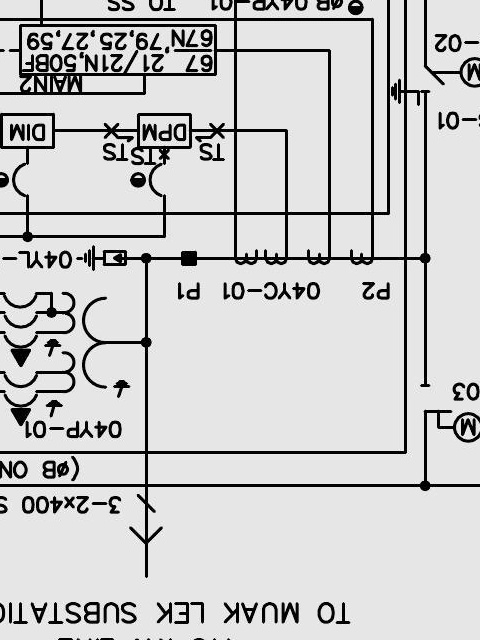 TO MUAK LEK SUBSTATIO
3-2x400 S
(øB ON
M
04YP-01
03
P2
04YC-01
P1
04YL-
TS
TS
TS
DPM
DIM
-01
MAIN2
67 21/21N,50BF
67N 79,25,27,59
M
-02
øB 04YP-01
TO SS